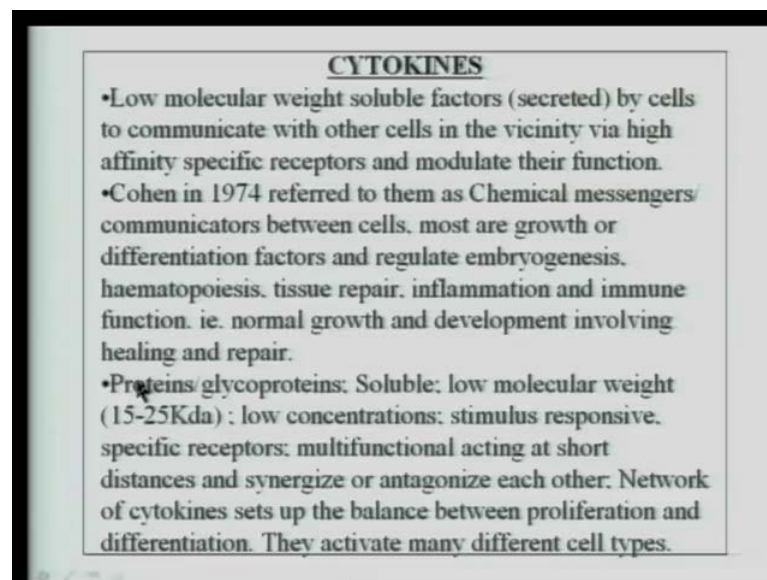 CYTOKINES
•Low molecular weight soluble factors (secreted) by cells
to communicate with other cells in the vicinity via high
affinity specific receptors and modulate their function.
•Cohen in 1974 referred to them as Chemical messengers/
communicators between cells, most are growth or
differentiation factors and regulate embryogenesis,
haematopoiesis, tissue repair, inflammation and immune
function. ie. normal growth and development involving
healing and repair.
•Proteins/glycoproteins; Soluble; low molecular weight
(15-25Kda) ; low concentrations; stimulus responsive,
specific receptors; multifunctional acting at short
distances and synergize or antagonize each other; Network
of cytokines sets up the balance between proliferation and
differentiation. They activate many different cell types.